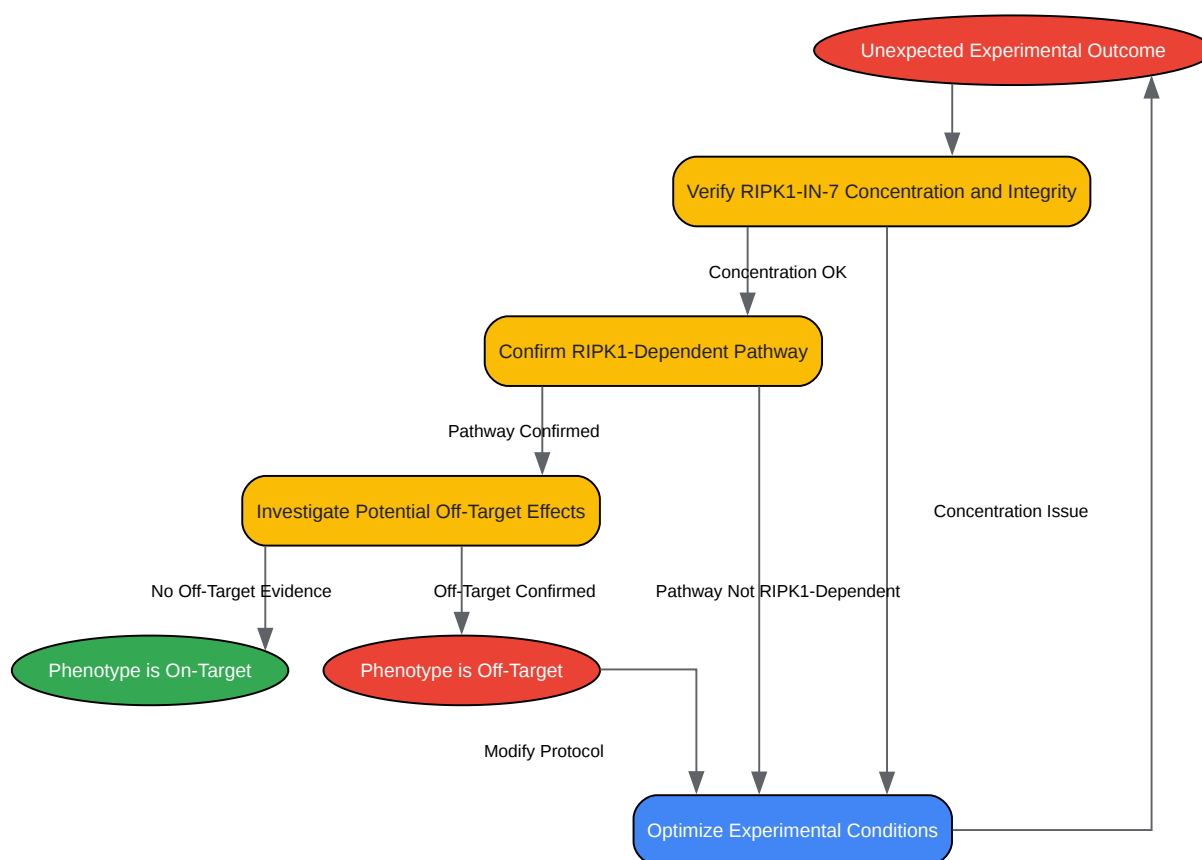 Unexpected Experimental Outcome
Verify RIPK1-IN-7 Concentration and Integrity
Concentration OK
Confirm RIPK1-Dependent Pathway
Pathway Confirmed
Investigate Potential Off-Target Effects
Concentration Issue
No Off-Target Evidence
Off-Target Confirmed
Pathway Not RIPK1-Dependent
Phenotype is On-Target
Phenotype is Off-Target
Modify Protocol
Optimize Experimental Conditions